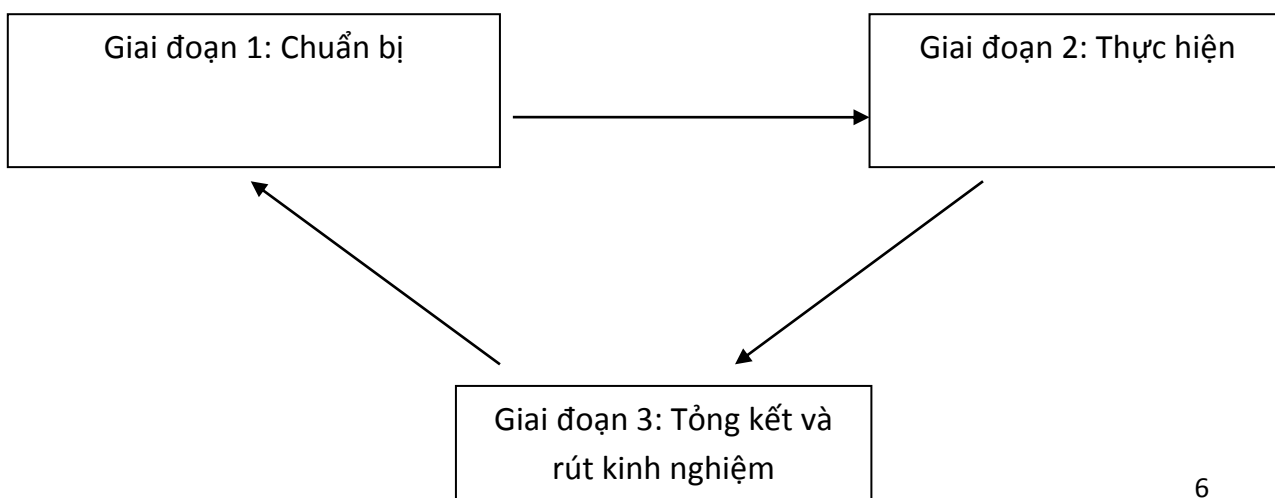 Giai đoạn 1: Chuẩn bị
Giai đoạn 2: Thực hiện
Giai đoạn 3: Tỏng kết và
rút kinh nghiệm
6